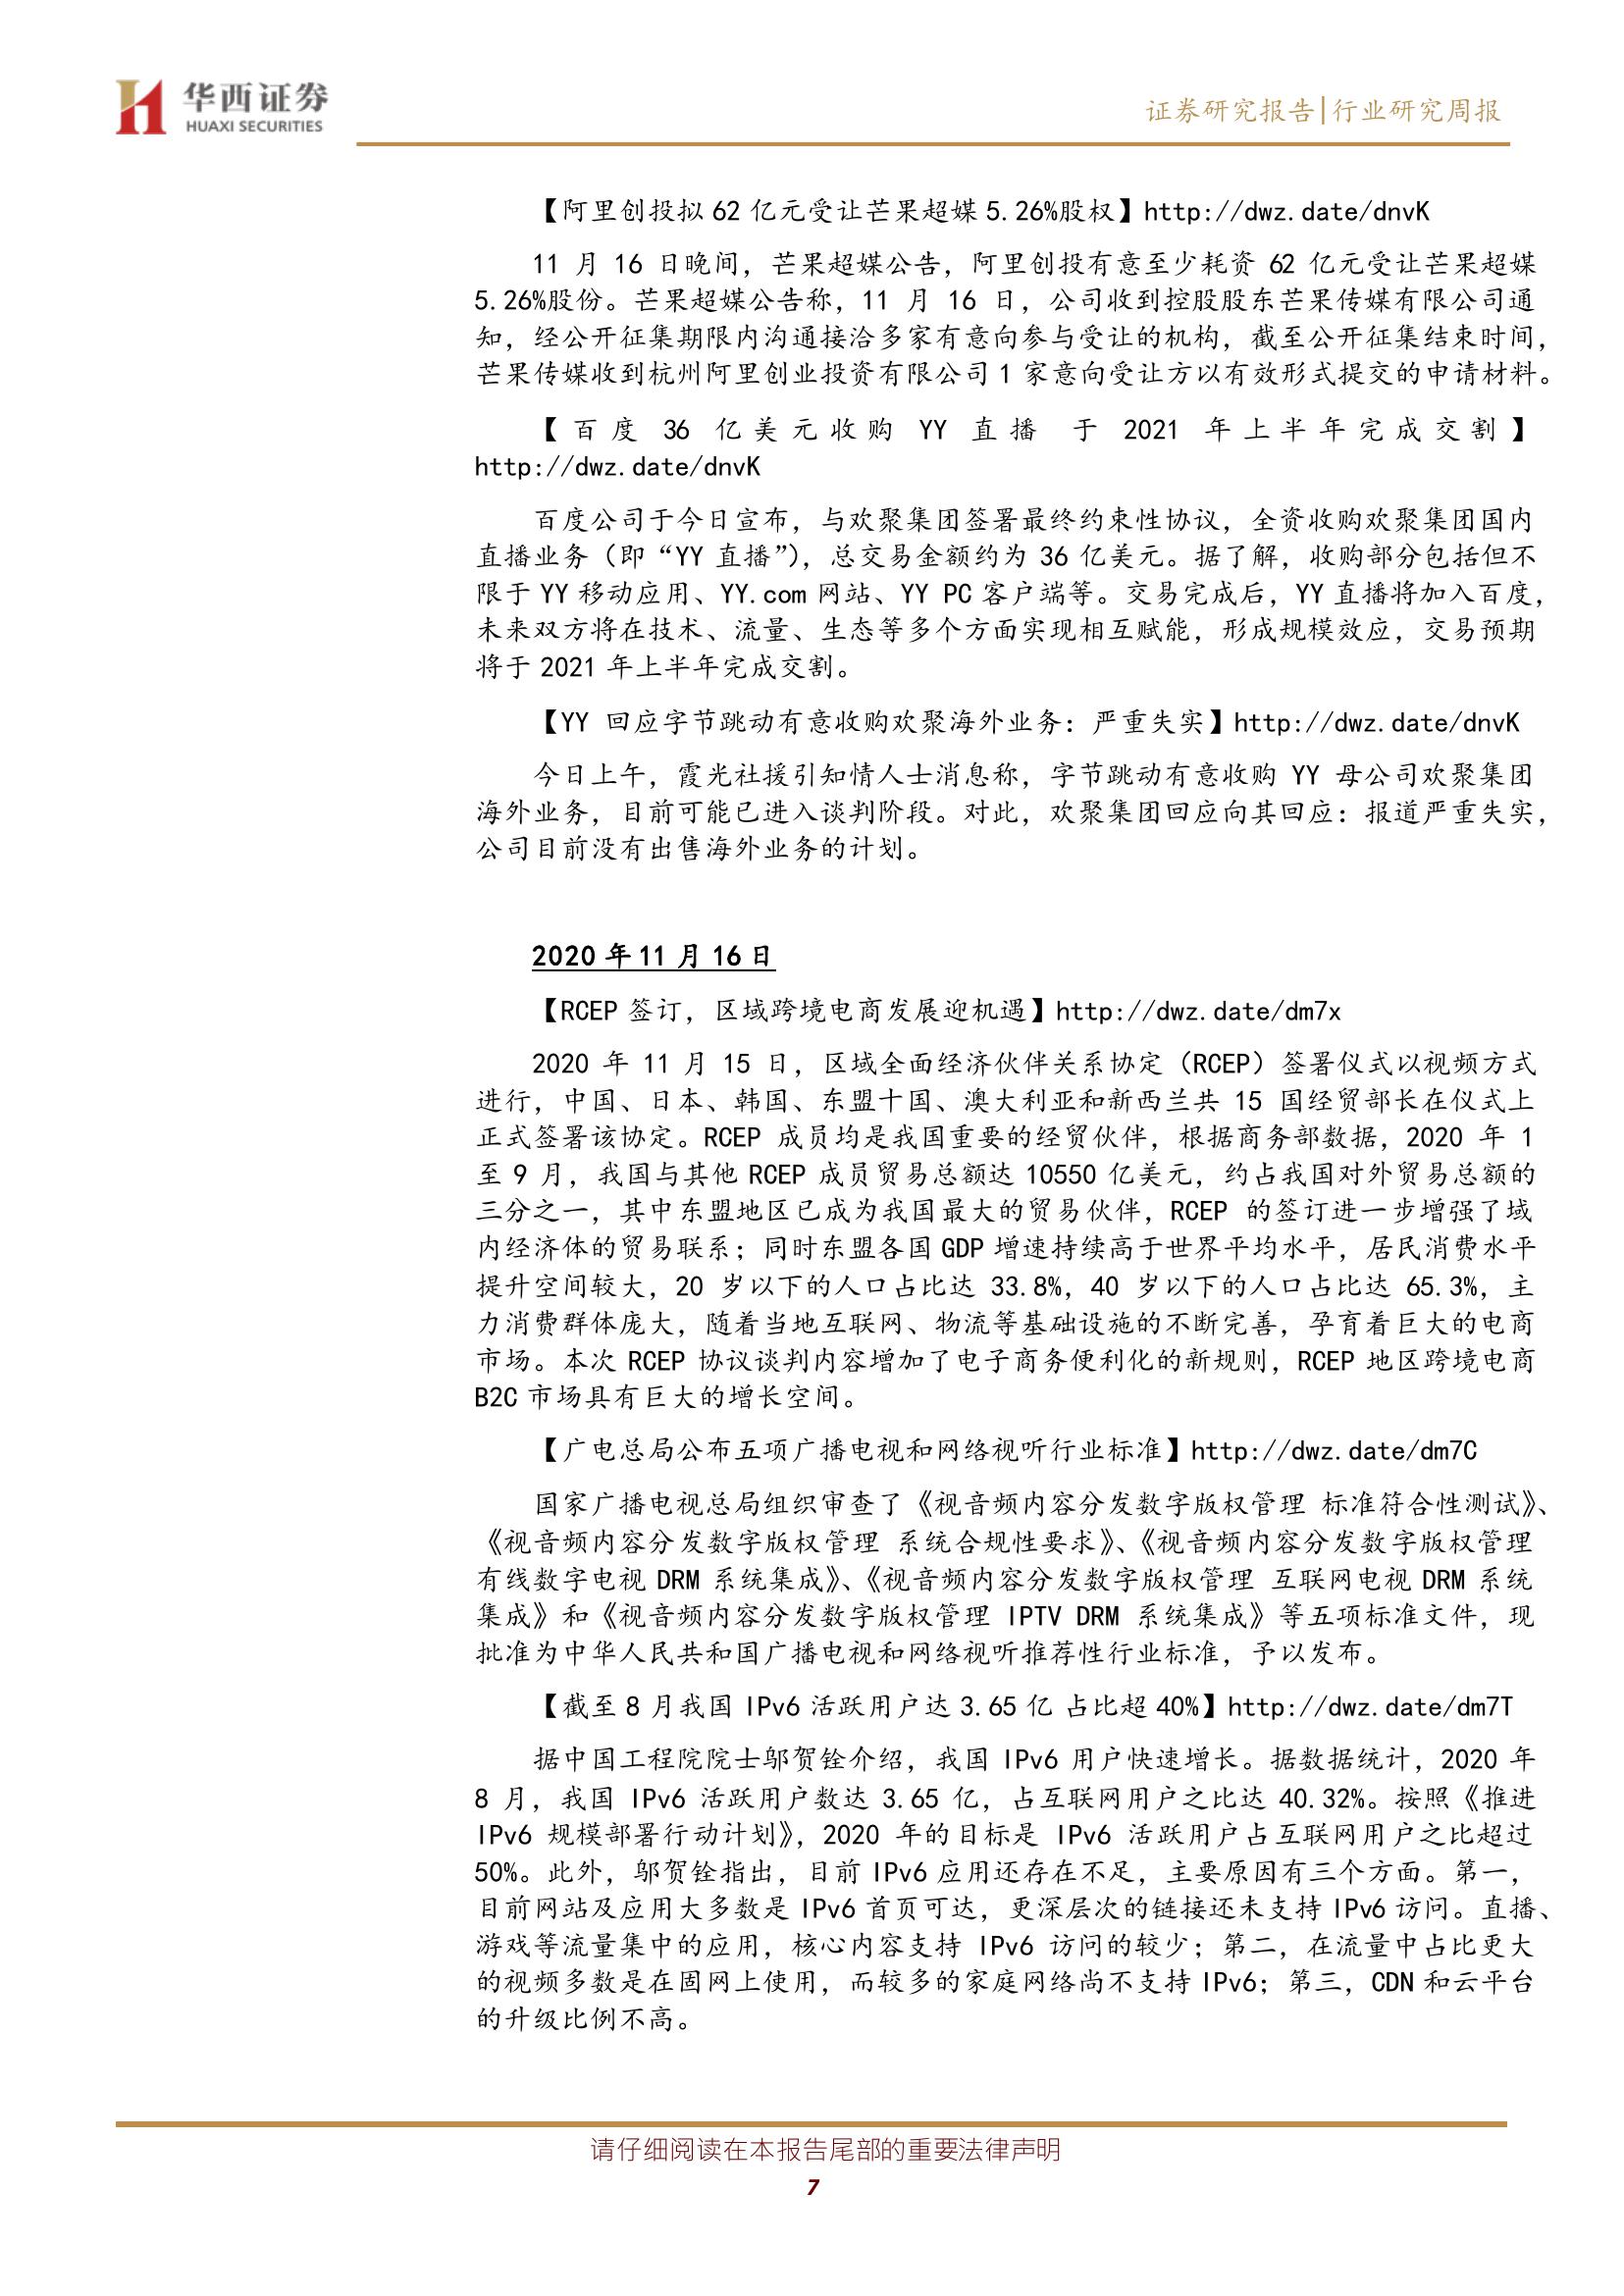 华西证券
HUAXI SECURITIES
证券研究报告|行业研究周报
【阿里创投拟 62 亿元受让芒果超媒 5.26%股权】http://dwz.date/dnvK
11 月 16 日晚间，芒果超媒公告，阿里创投有意至少耗资 62 亿元受让芒果超媒
5.26%股份。芒果超媒公告称，11 月 16 日，公司收到控股股东芒果传媒有限公司通
知，经公开征集期限内沟通接洽多家有意向参与受让的机构，截至公开征集结束时间，
芒果传媒收到杭州阿里创业投资有限公司 1 家意向受让方以有效形式提交的申请材料。
【百度 36 亿美元收购 YY 直播 于 2021 年上半年完成交割】
http://dwz.date/dnvK
百度公司于今日宣布，与欢聚集团签署最终约束性协议，全资收购欢聚集团国内
直播业务（即“YY 直播”），总交易金额约为 36 亿美元。据了解，收购部分包括但不
限于 YY 移动应用、YY.com 网站、YY PC 客户端等。交易完成后，YY 直播将加入百度，
未来双方将在技术、流量、生态等多个方面实现相互赋能，形成规模效应，交易预期
将于 2021 年上半年完成交割。
【YY 回应字节跳动有意收购欢聚海外业务：严重失实】http://dwz.date/dnvK
今日上午，霞光社援引知情人士消息称，字节跳动有意收购 YY 母公司欢聚集团
海外业务，目前可能已进入谈判阶段。对此，欢聚集团回应向其回应：报道严重失实，
公司目前没有出售海外业务的计划。
2020 年 11 月 16 日
【RCEP 签订，区域跨境电商发展迎机遇】http://dwz.date/dm7x
2020 年 11 月 15 日，区域全面经济伙伴关系协定（RCEP）签署仪式以视频方式
进行，中国、日本、韩国、东盟十国、澳大利亚和新西兰共 15 国经贸部长在仪式上
正式签署该协定。RCEP 成员均是我国重要的经贸伙伴，根据商务部数据，2020 年 1
至 9 月，我国与其他 RCEP 成员贸易总额达 10550 亿美元，约占我国对外贸易总额的
三分之一，其中东盟地区已成为我国最大的贸易伙伴，RCEP 的签订进一步增强了域
内经济体的贸易联系；同时东盟各国 GDP 增速持续高于世界平均水平，居民消费水平
提升空间较大，20 岁以下的人口占比达 33.8%，40 岁以下的人口占比达 65.3%，主
力消费群体庞大，随着当地互联网、物流等基础设施的不断完善，孕育着巨大的电商
市场。本次 RCEP 协议谈判内容增加了电子商务便利化的新规则，RCEP 地区跨境电商
B2C 市场具有巨大的增长空间。
【广电总局公布五项广播电视和网络视听行业标准】http://dwz.date/dm7C
国家广播电视总局组织审查了《视音频内容分发数字版权管理 标准符合性测试》、
《视音频内容分发数字版权管理 系统合规性要求》、《视音频内容分发数字版权管理
有线数字电视 DRM 系统集成》、《视音频内容分发数字版权管理 互联网电视 DRM 系统
集成》和《视音频内容分发数字版权管理 IPTV DRM 系统集成》等五项标准文件，现
批准为中华人民共和国广播电视和网络视听推荐性行业标准，予以发布。
【截至 8 月我国 IPv6 活跃用户达 3.65 亿 占比超 40%】http://dwz.date/dm7T
据中国工程院院士邬贺铨介绍，我国 IPv6 用户快速增长。据数据统计，2020 年
8 月，我国 IPv6 活跃用户数达 3.65 亿，占互联网用户之比达 40.32%。按照《推进
IPv6 规模部署行动计划》，2020 年的目标是 IPv6 活跃用户占互联网用户之比超过
50%。此外，邬贺铨指出，目前 IPv6 应用还存在不足，主要原因有三个方面。第一，
目前网站及应用大多数是 IPv6 首页可达，更深层次的链接还未支持 IPv6 访问。直播、
游戏等流量集中的应用，核心内容支持 IPv6 访问的较少；第二，在流量中占比更大
的视频多数是在固网上使用，而较多的家庭网络尚不支持 IPv6；第三，CDN 和云平台
的升级比例不高。
请仔细阅读在本报告尾部的重要法律声明
7